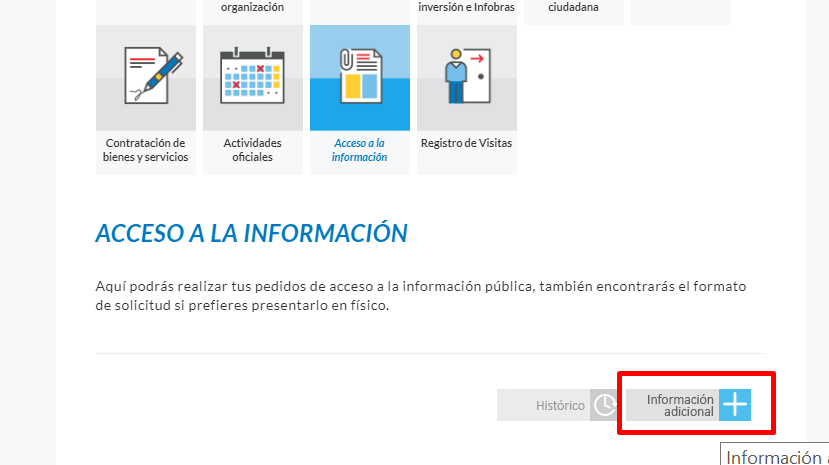 organización
inversión e Infobras
ciudadana
Contratación de
bienes y servicios
Actividades
oficiales
Acceso a la
información
Registro de Visitas
ACCESO A LA INFORMACIÓN
Aquí podrás realizar tus pedidos de acceso a la información pública, también encontrarás el formato
de solicitud si prefieres presentarlo en físico.
Histórico
Información
adicional
Información